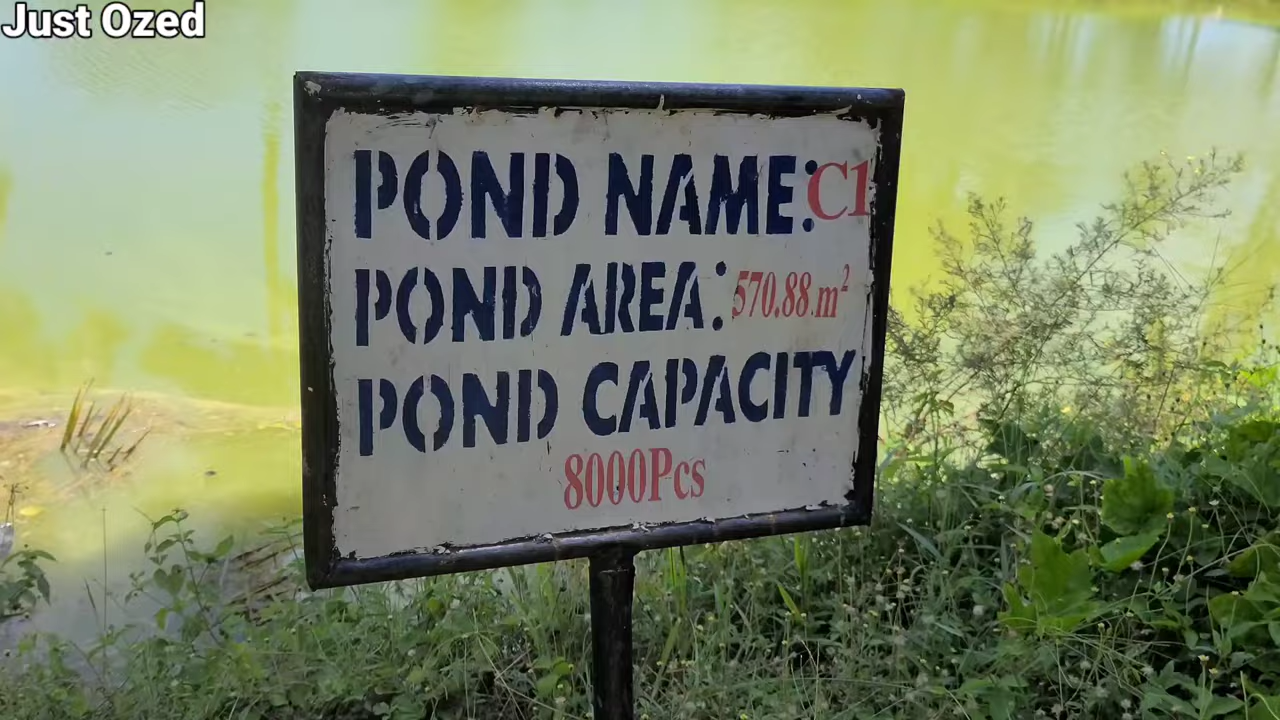 Just Ozed
POND NAME:C1
POND AREA:570.88.m²
POND CAPACITY
8000Pcs